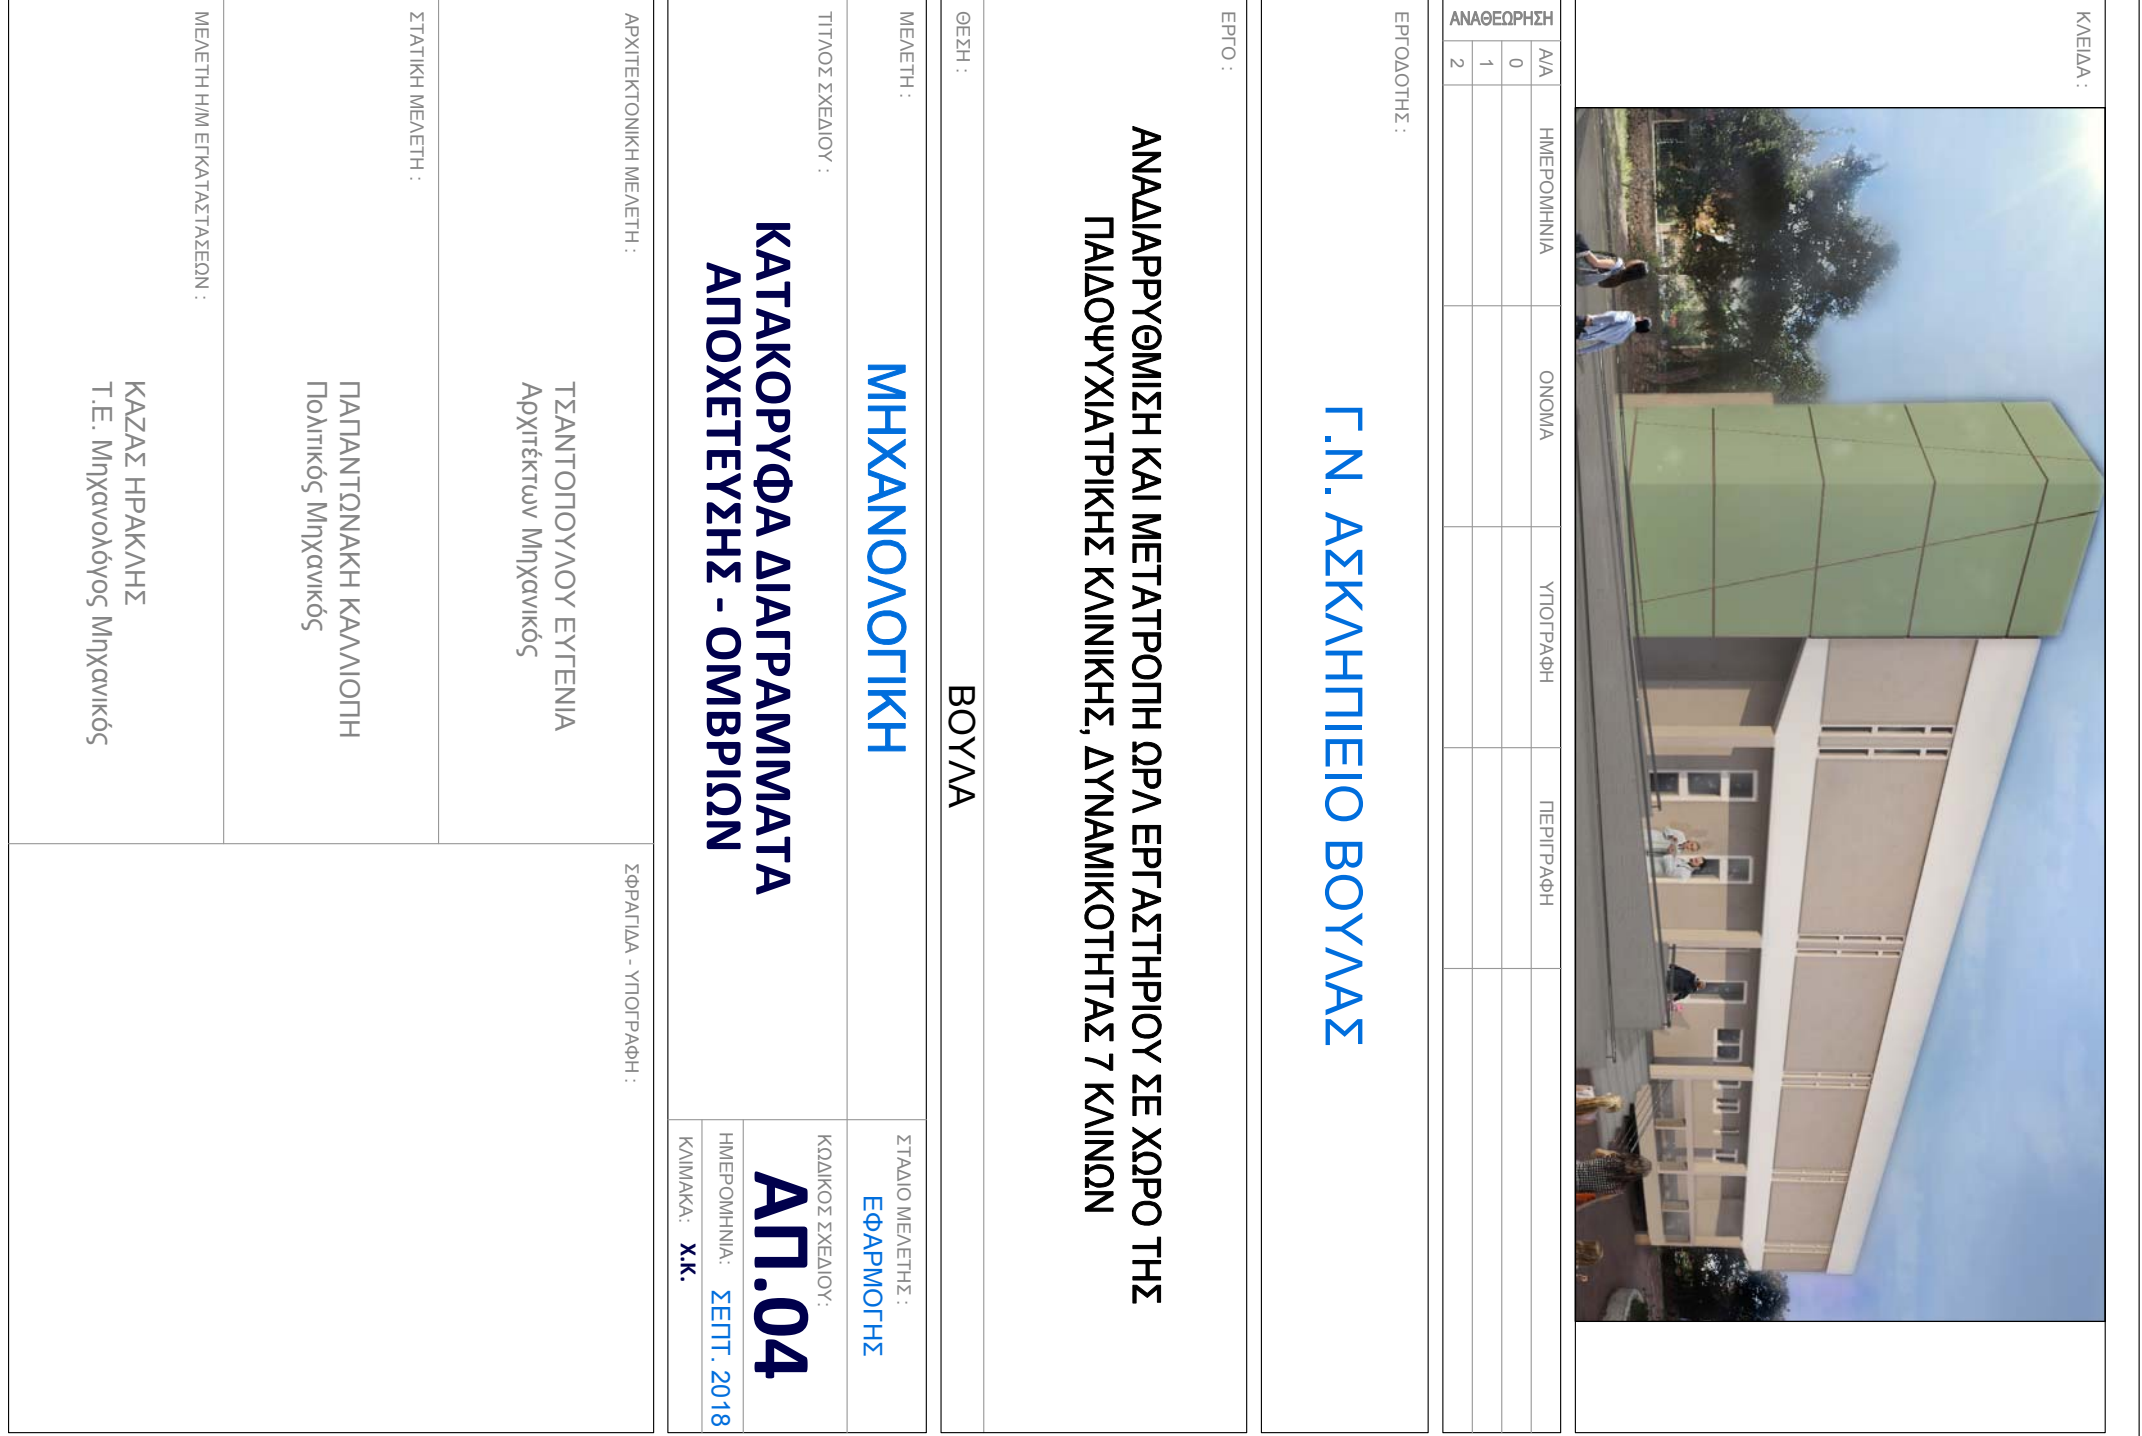 ΚΛΕΙΔΑ :
ΑΝΑΘΕΩΡΗΣΗ
Α/Α ΗΜΕΡΟΜΗΝΙΑ ΟΝΟΜΑ ΥΠΟΓΡΑΦΗ ΠΕΡΙΓΡΑΦΗ
0
1
2
ΕΡΓΟΔΟΤΗΣ :
Γ.Ν. ΑΣΚΛΗΠΙΕΙΟ ΒΟΥΛΑΣ
ΕΡΓΟ :
ΑΝΑΔΙΑΡΡΥΘΜΙΣΗ ΚΑΙ ΜΕΤΑΤΡΟΠΗ ΩΡΛ ΕΡΓΑΣΤΗΡΙΟΥ ΣΕ ΧΩΡΟ ΤΗΣ
ΠΑΙΔΟΨΥΧΙΑΤΡΙΚΗΣ ΚΛΙΝΙΚΗΣ, ΔΥΝΑΜΙΚΟΤΗΤΑΣ 7 ΚΛΙΝΩΝ
ΘΕΣΗ :
ΒΟΥΛΑ
ΜΕΛΕΤΗ :
ΜΗΧΑΝΟΛΟΓΙΚΗ
ΣΤΑΔΙΟ ΜΕΛΕΤΗΣ :
ΕΦΑΡΜΟΓΗΣ
ΤΙΤΛΟΣ ΣΧΕΔΙΟΥ :
ΚΑΤΑΚΟΡΥΦΑ ΔΙΑΓΡΑΜΜΑΤΑ
ΑΠΟΧΕΤΕΥΣΗΣ - ΟΜΒΡΙΩΝ
ΚΩΔΙΚΟΣ ΣΧΕΔΙΟΥ:
ΑΠ.04
ΗΜΕΡΟΜΗΝΙΑ: ΣΕΠΤ. 2018
ΚΛΙΜΑΚΑ: Χ.Κ.
ΑΡΧΙΤΕΚΤΟΝΙΚΗ ΜΕΛΕΤΗ :
ΤΣΑΝΤΟΠΟΥΛΟΥ ΕΥΓΕΝΙΑ
Αρχιτέκτων Μηχανικός
ΣΤΑΤΙΚΗ ΜΕΛΕΤΗ :
ΠΑΠΑΝΤΩΝΑΚΗ ΚΑΛΛΙΟΠΗ
Πολιτικός Μηχανικός
ΜΕΛΕΤΗ Η/Μ ΕΓΚΑΤΑΣΤΑΣΕΩΝ :
ΚΑΖΑΣ ΗΡΑΚΛΗΣ
Τ.Ε. Μηχανολόγος Μηχανικός
ΣΦΡΑΓΙΔΑ - ΥΠΟΓΡΑΦΗ :